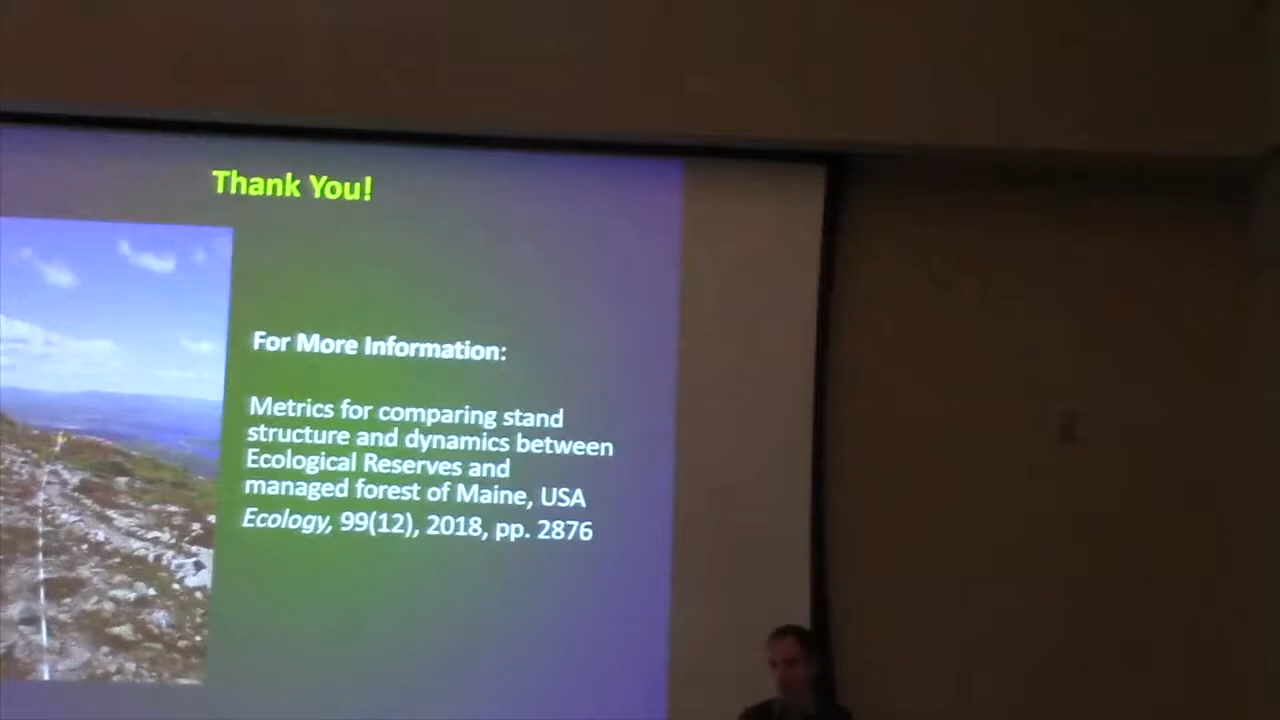 Thank You!
For More Information:
Metrics for comparing stand
structure and dynamics between
Ecological Reserves and
managed forest of Maine, USA
Ecology, 99(12), 2018, pp. 2876